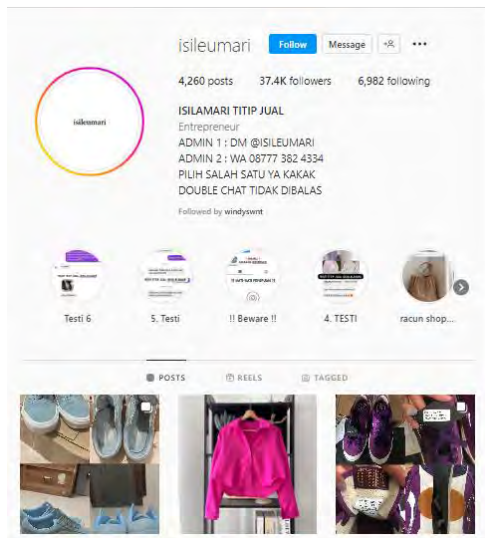 isileumari Follow Message
4,260 posts 37.4K followers 6,982 following
isileumari
ISILAMARI TITIP JUAL
Entrepreneur
ADMIN 1 : DM @ISILEUMARI
ADMIN 2 : WA 08777 382 4334
PILIH SALAH SATU YA KAKAK
DOUBLE CHAT TIDAK DIBALAS
Followed by windyswnt
Testi 6 5. Testi !! Beware !! 4. TESTI racun shop...
POSTS REELS TAGGED